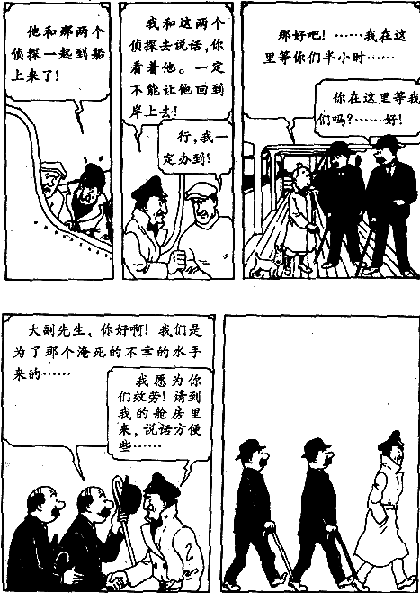 他和那两个
侦探一起到船
上来了!
我和这两个
侦探去说话,你
看着他。一定
不能让他回到
岸上去!
行,我一
定办到!
那好吧!……我在这
里等你们半小时……
你在这里等我
们吗?……好!
大副先生、你好啊!我们是
为了那个淹死的不幸的水手
来的……
我愿为你
们效劳!请到
我的舱房里
来,说话方便
些……